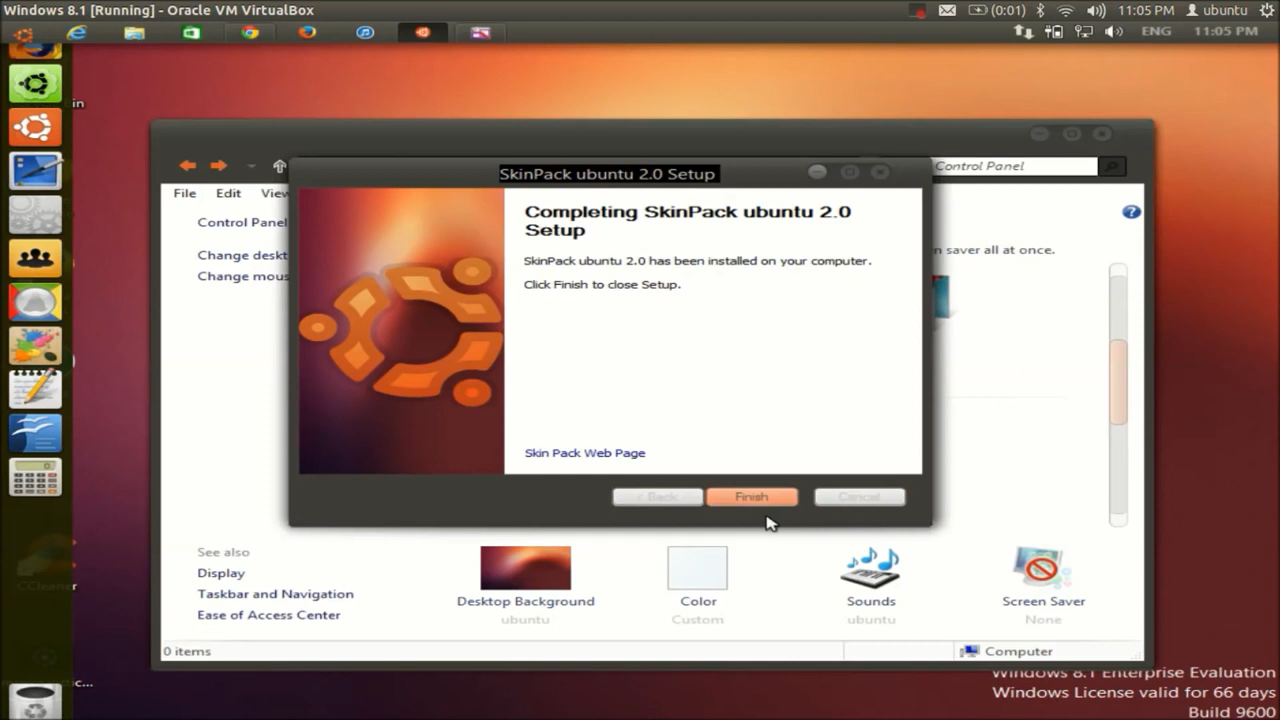 Windows 8.1 [Running] - Oracle VM VirtualBox
(0:01) 11:05 PM ubuntu
ENG 11:05 PM
in
Control Panel
SkinPack ubuntu 2.0 Setup
File Edit View
Completing SkinPack ubuntu 2.0
Setup
Control Panel
Change deskt
Change mous
n saver all at once.
SkinPack ubuntu 2.0 has been installed on your computer.
Click Finish to close Setup.
Skin Pack Web Page
< Back Finish Cancel
See also
Display
Taskbar and Navigation
Ease of Access Center
CCleaner
Desktop Background
ubuntu
Color
Custom
Sounds
ubuntu
Screen Saver
None
0 items
Computer
Windows 8.1 Enterprise Evaluation
Windows License valid for 66 days
Build 9600